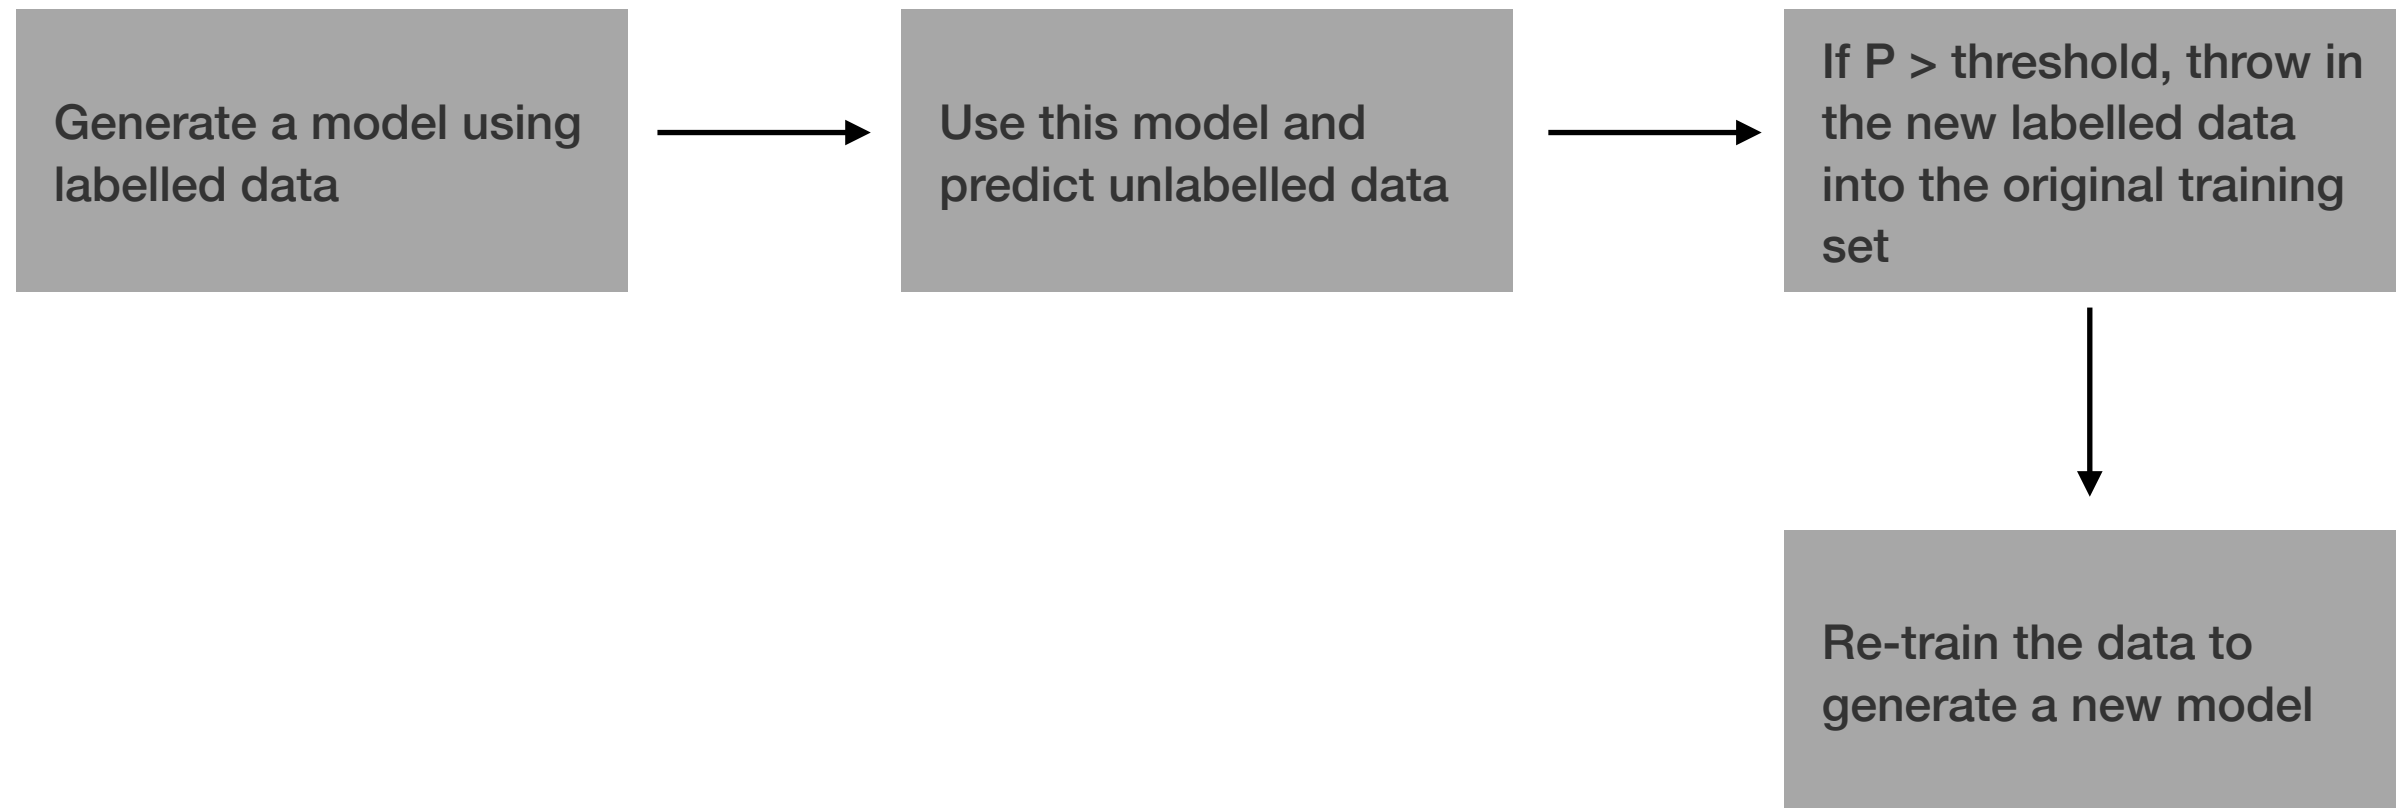 Generate a model using
labelled data
Use this model and
predict unlabelled data
If P > threshold, throw in
the new labelled data
into the original training
set
Re-train the data to
generate a new model